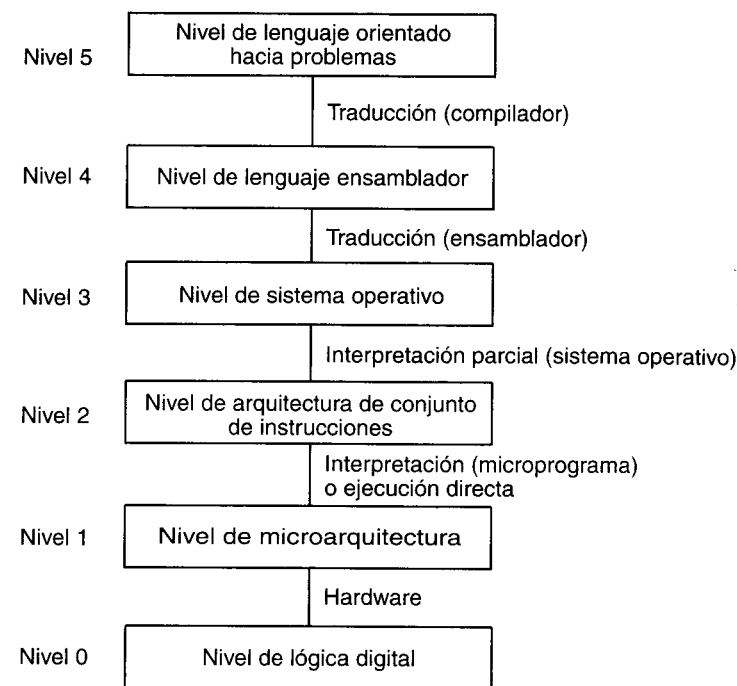 Nivel 5
Nivel de lenguaje orientado
hacia problemas
Traducción (compilador)
Nivel 4
Nivel de lenguaje ensamblador
Traducción (ensamblador)
Nivel 3
Nivel de sistema operativo
Interpretación parcial (sistema operativo)
Nivel 2
Nivel de arquitectura de conjunto
de instrucciones
Interpretación (microprograma)
o ejecución directa
Nivel 1
Nivel de microarquitectura
Hardware
Nivel 0
Nivel de lógica digital